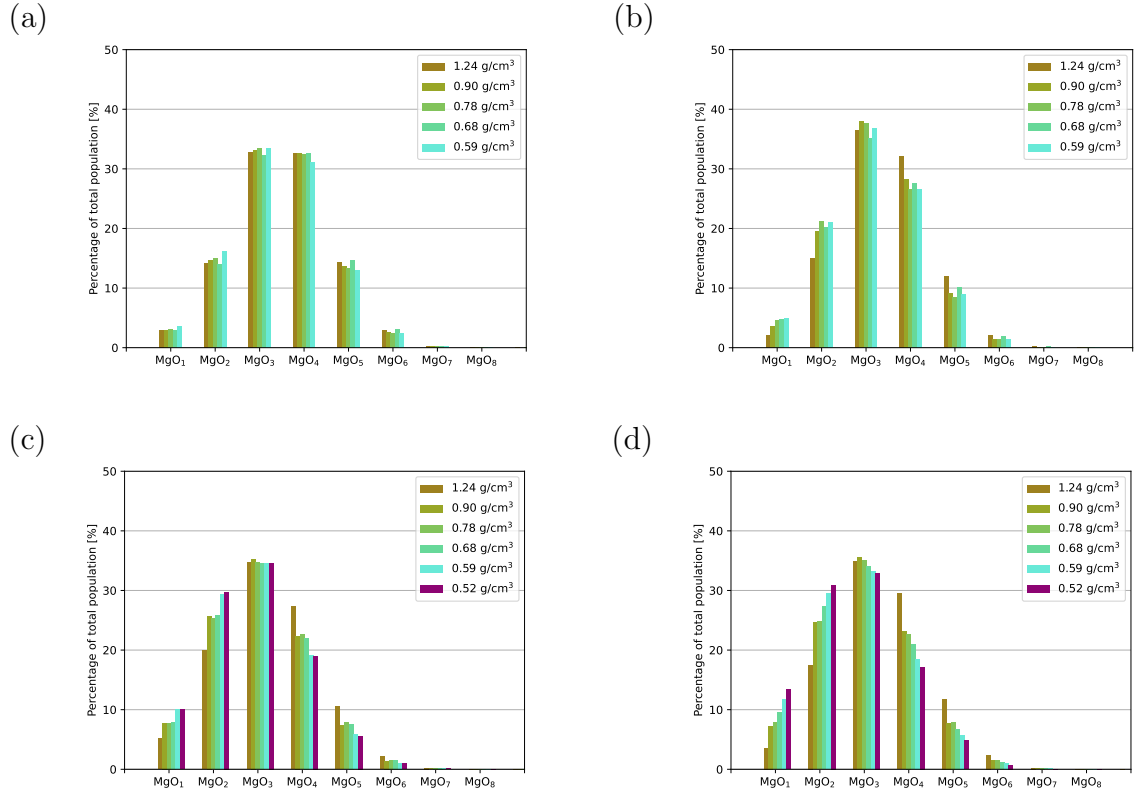 (a)
Percentage of total population [%]
50
40
30
20
10
0
1.24 g/cm³
0.90 g/cm³
0.78 g/cm³
0.68 g/cm³
0.59 g/cm³
MgO₁ MgO₂ MgO₃ MgO₄ MgO₅ MgO₆ MgO₇ MgO₈
(b)
Percentage of total population [%]
50
40
30
20
10
0
1.24 g/cm³
0.90 g/cm³
0.78 g/cm³
0.68 g/cm³
0.59 g/cm³
MgO₁ MgO₂ MgO₃ MgO₄ MgO₅ MgO₆ MgO₇ MgO₈
(c)
Percentage of total population [%]
50
40
30
20
10
0
1.24 g/cm³
0.90 g/cm³
0.78 g/cm³
0.68 g/cm³
0.59 g/cm³
0.52 g/cm³
MgO₁ MgO₂ MgO₃ MgO₄ MgO₅ MgO₆ MgO₇ MgO₈
(d)
Percentage of total population [%]
50
40
30
20
10
0
1.24 g/cm³
0.90 g/cm³
0.78 g/cm³
0.68 g/cm³
0.59 g/cm³
0.52 g/cm³
MgO₁ MgO₂ MgO₃ MgO₄ MgO₅ MgO₆ MgO₇ MgO₈